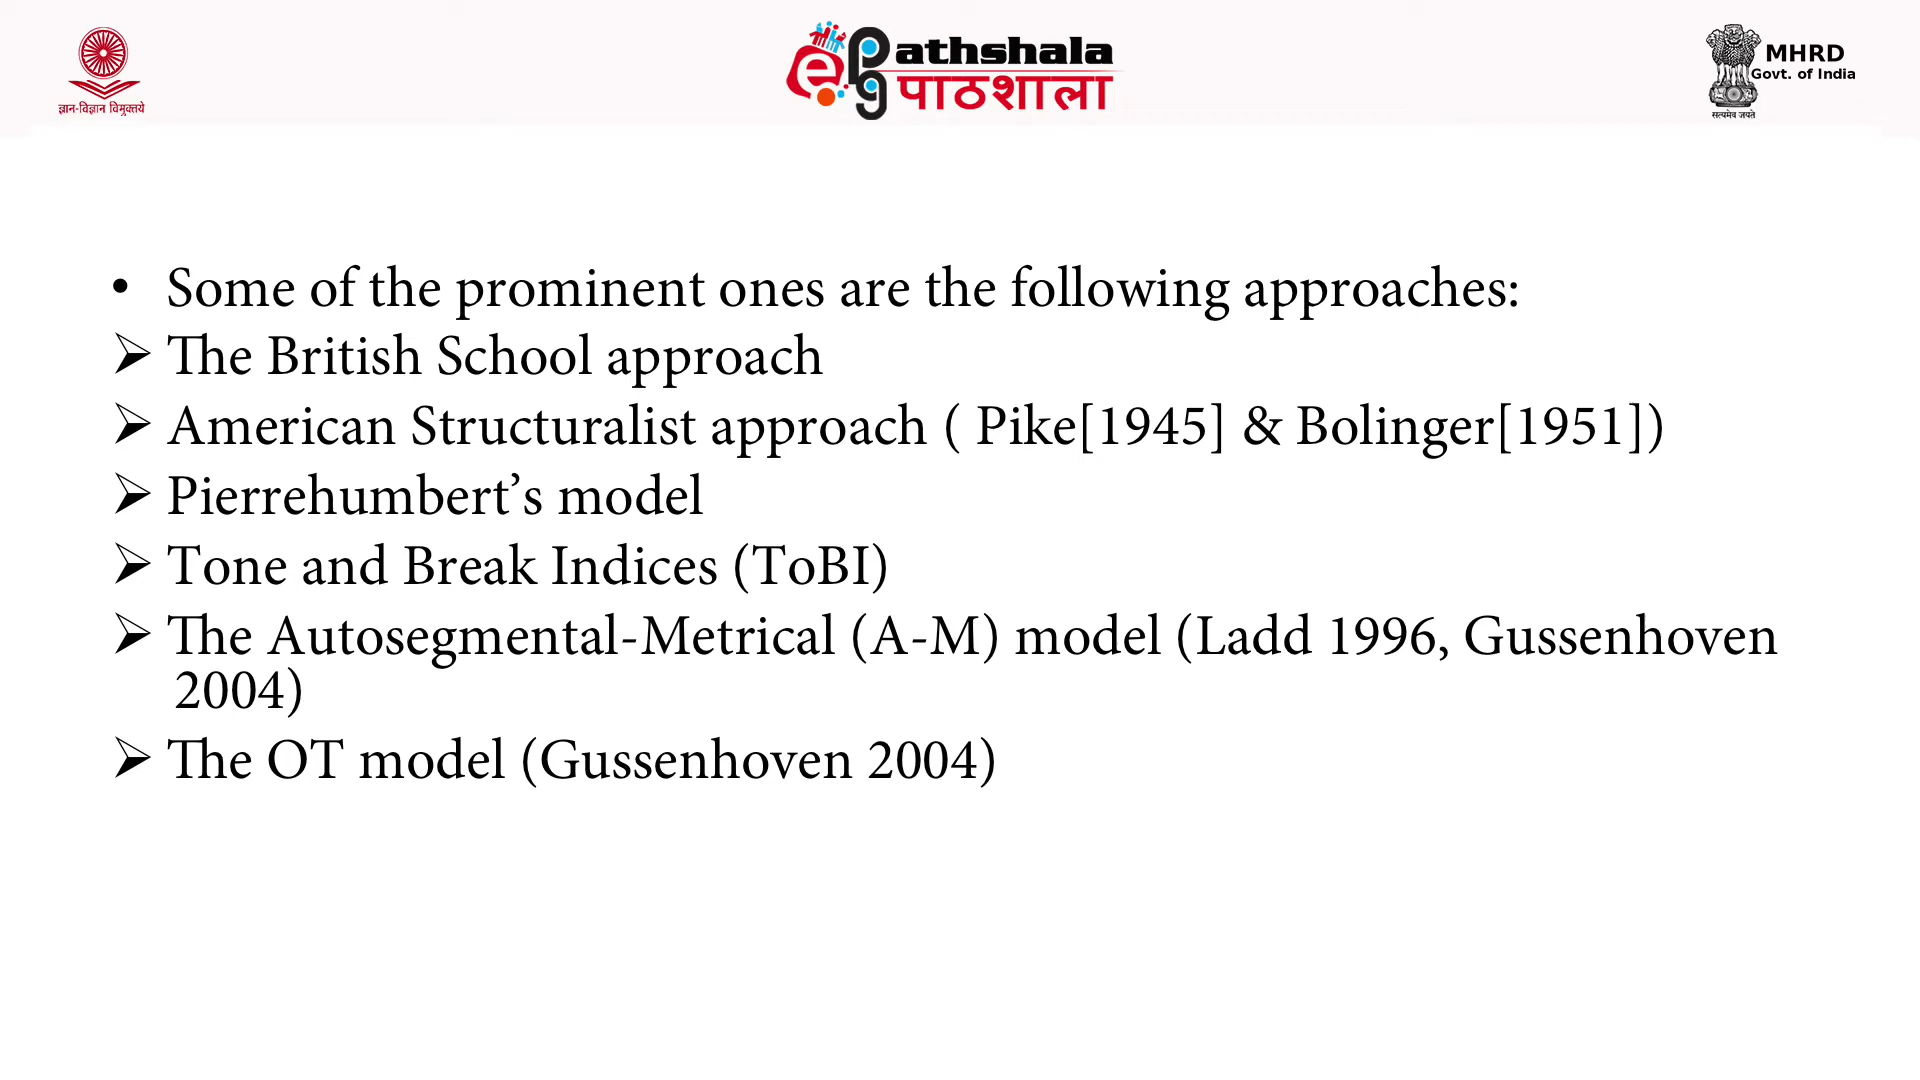 ज्ञान-विज्ञान विमुक्तये
e Pg athshala
पाठशाला
MHRD
Govt. of India
सत्यमेव जयते
• Some of the prominent ones are the following approaches:
➢ The British School approach
➢ American Structuralist approach ( Pike[1945] & Bolinger[1951])
➢ Pierrehumbert’s model
➢ Tone and Break Indices (ToBI)
➢ The Autosegmental-Metrical (A-M) model (Ladd 1996, Gussenhoven
2004)
➢ The OT model (Gussenhoven 2004)